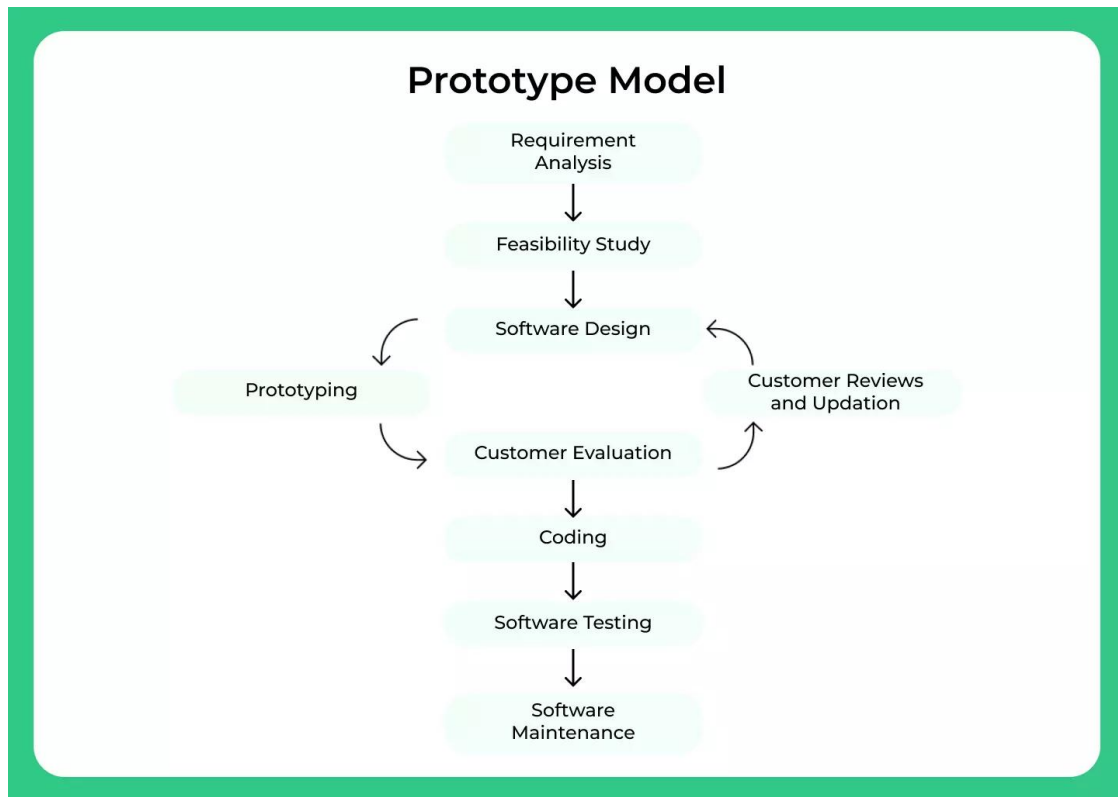 Prototype Model
Requirement
Analysis
Feasibility Study
Software Design
Prototyping
Customer Reviews
and Updation
Customer Evaluation
Coding
Software Testing
Software
Maintenance